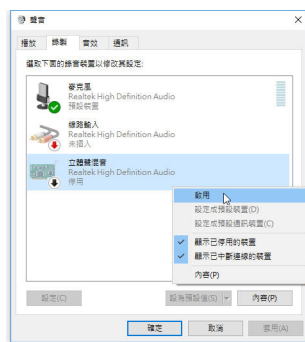 聲音
播放 錄製 音效 通訊
選取下面的錄音裝置以修改其設定:
麥克風
Realtek High Definition Audio
預設裝置
線路輸入
Realtek High Definition Audio
未插入
立體聲混音
Realtek High Definition Audio
停用
啟用
設定成預設裝置(D)
設定成預設通訊裝置(C)
顯示已停用的裝置
顯示已中斷連線的裝置
內容(P)
設定(C) 設為預設值(S) 內容(P)
確定 取消 套用(A)